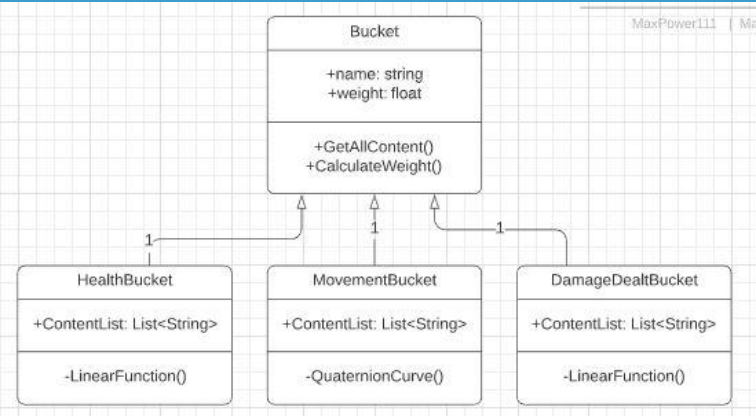 MaxPower111 | Ma
Bucket
+name: string
+weight: float
+GetAllContent()
+CalculateWeight()
1
1
1
HealthBucket
+ContentList: List<String>
-LinearFunction()
MovementBucket
+ContentList: List<String>
-QuaternionCurve()
DamageDealtBucket
+ContentList: List<String>
-LinearFunction()